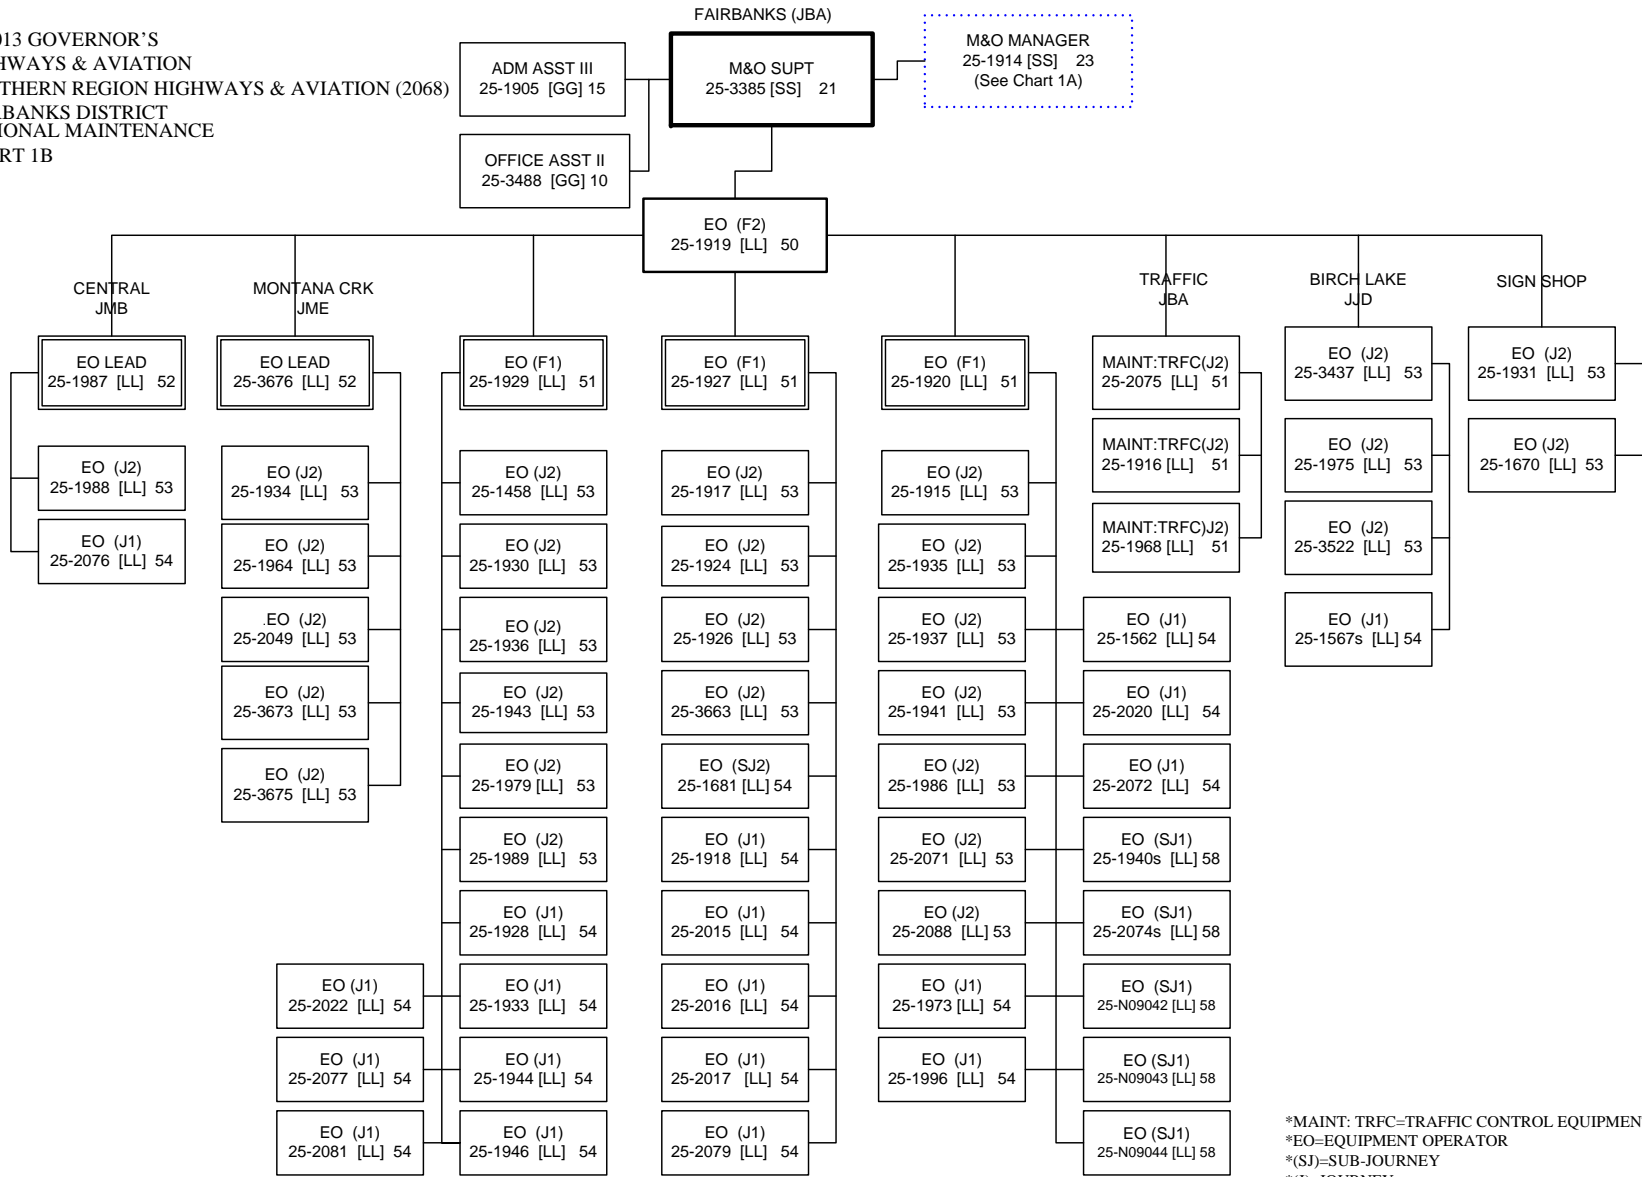 FAIRBANKS (JBA)
013 GOVERNOR'S
HWAYS & AVIATION
THERN REGION HIGHWAYS & AVIATION (2068)
BANKS DISTRICT
IONAL MAINTENANCE
RT 1B
ADM ASST III
25-1905 [GG] 15
M&O SUPT
25-3385 [SS] 21
M&O MANAGER
25-1914 [SS] 23
(See Chart 1A)
OFFICE ASST II
25-3488 [GG] 10
EO (F2)
25-1919 [LL] 50
CENTRAL
JMB
EO LEAD
25-1987 [LL] 52
EO (J2)
25-1988 [LL] 53
EO (J1)
25-2076 [LL] 54
MONTANA CRK
JME
EO LEAD
25-3676 [LL] 52
EO (J2)
25-1934 [LL] 53
EO (J2)
25-1964 [LL] 53
.EO (J2)
25-2049 [LL] 53
EO (J2)
25-3673 [LL] 53
EO (J2)
25-3675 [LL] 53
EO (J1)
25-2022 [LL] 54
EO (J1)
25-2077 [LL] 54
EO (J1)
25-2081 [LL] 54
EO (F1)
25-1929 [LL] 51
EO (J2)
25-1458 [LL] 53
EO (J2)
25-1930 [LL] 53
EO (J2)
25-1936 [LL] 53
EO (J2)
25-1943 [LL] 53
EO (J2)
25-1979 [LL] 53
EO (J2)
25-1989 [LL] 53
EO (J1)
25-1928 [LL] 54
EO (J1)
25-1933 [LL] 54
EO (J1)
25-1944 [LL] 54
EO (J1)
25-1946 [LL] 54
EO (F1)
25-1927 [LL] 51
EO (J2)
25-1917 [LL] 53
EO (J2)
25-1924 [LL] 53
EO (J2)
25-1926 [LL] 53
EO (J2)
25-3663 [LL] 53
EO (SJ2)
25-1681 [LL] 54
EO (J1)
25-1918 [LL] 54
EO (J1)
25-2015 [LL] 54
EO (J1)
25-2016 [LL] 54
EO (J1)
25-2017 [LL] 54
EO (J1)
25-2079 [LL] 54
EO (F1)
25-1920 [LL] 51
EO (J2)
25-1915 [LL] 53
EO (J2)
25-1935 [LL] 53
EO (J2)
25-1937 [LL] 53
EO (J2)
25-1941 [LL] 53
EO (J2)
25-1986 [LL] 53
EO (J2)
25-2071 [LL] 53
EO (J2)
25-2088 [LL] 53
EO (J1)
25-1973 [LL] 54
EO (J1)
25-1996 [LL] 54
TRAFFIC
JBA
MAINT:TRFC(J2)
25-2075 [LL] 51
MAINT:TRFC(J2)
25-1916 [LL] 51
MAINT:TRFC)J2)
25-1968 [LL] 51
EO (J1)
25-1562 [LL] 54
EO (J1)
25-2020 [LL] 54
EO (J1)
25-2072 [LL] 54
EO (SJ1)
25-1940s [LL] 58
EO (SJ1)
25-2074s [LL] 58
EO (SJ1)
25-N09042 [LL] 58
EO (SJ1)
25-N09043 [LL] 58
EO (SJ1)
25-N09044 [LL] 58
BIRCH LAKE
JJD
EO (J2)
25-3437 [LL] 53
EO (J2)
25-1975 [LL] 53
EO (J2)
25-3522 [LL] 53
EO (J1)
25-1567s [LL] 54
SIGN SHOP
EO (J2)
25-1931 [LL] 53
EO (J2)
25-1670 [LL] 53
*MAINT: TRFC=TRAFFIC CONTROL EQUIPMEN
*EO=EQUIPMENT OPERATOR
*(SJ)=SUB-JOURNEY